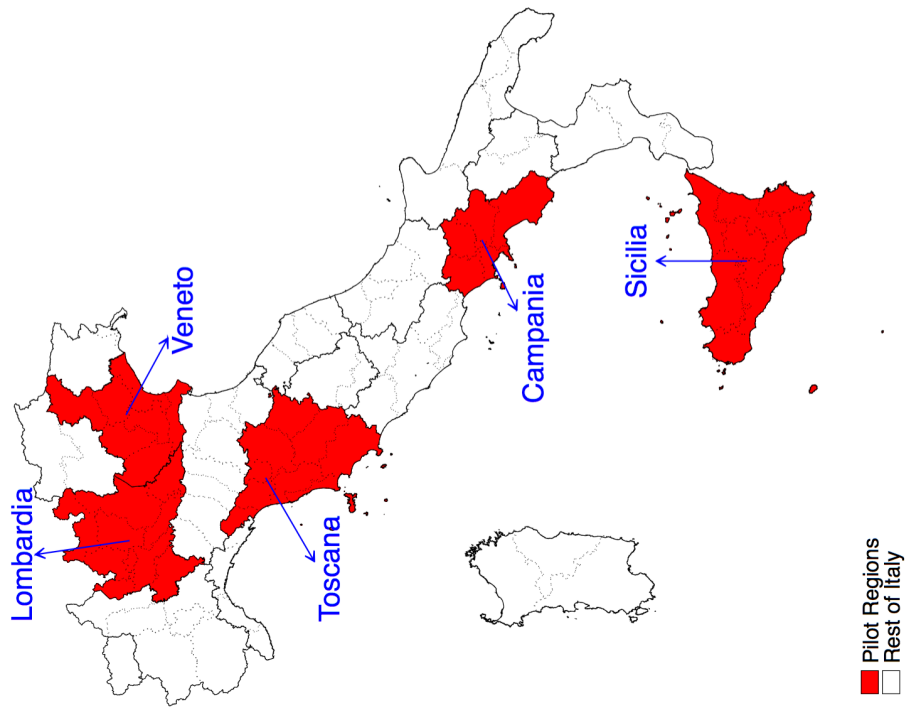 Lombardia
Veneto
Toscana
Campania
Sicilia
Pilot Regions
Rest of Italy